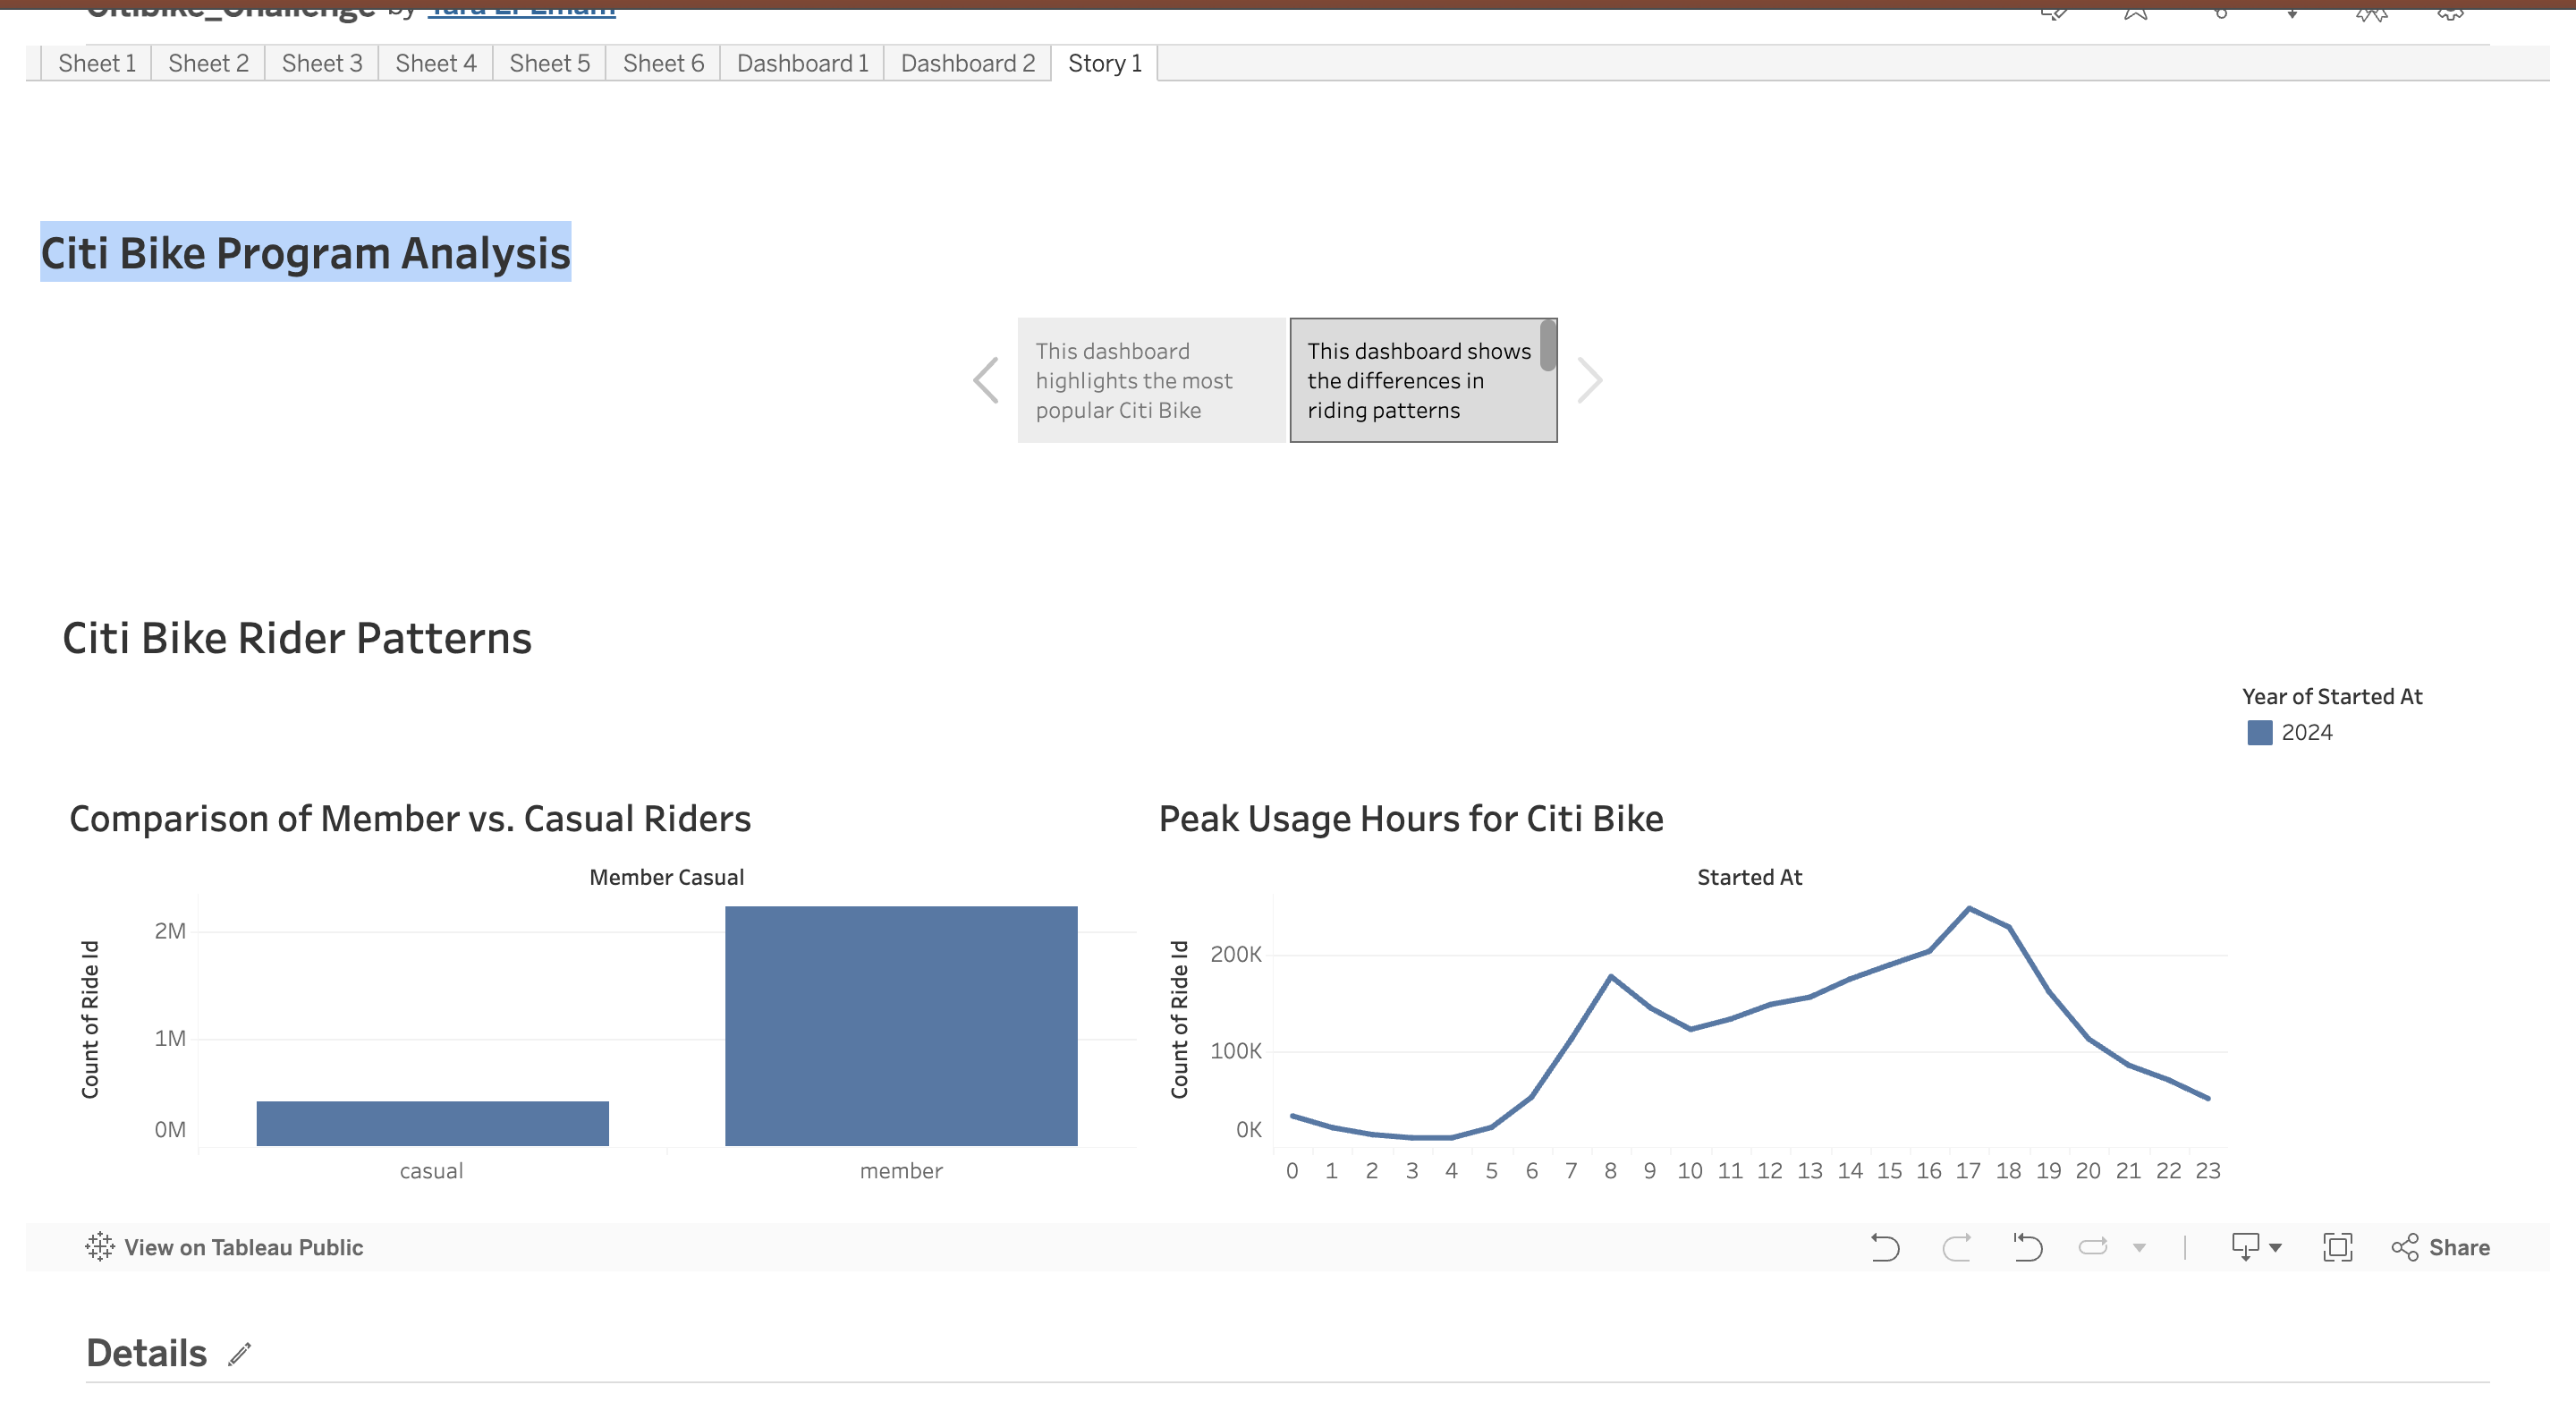 Citibike_Challenge by
Sheet 1 Sheet 2 Sheet 3 Sheet 4 Sheet 5 Sheet 6 Dashboard 1 Dashboard 2 Story 1
Citi Bike Program Analysis
This dashboard
highlights the most
popular Citi Bike
This dashboard shows
the differences in
riding patterns
Citi Bike Rider Patterns
Year of Started At
2024
Comparison of Member vs. Casual Riders
Member Casual
Count of Ride Id
2M
1M
0M
casual member
Peak Usage Hours for Citi Bike
Started At
Count of Ride Id
200K
100K
0K
0 1 2 3 4 5 6 7 8 9 10 11 12 13 14 15 16 17 18 19 20 21 22 23
View on Tableau Public
Share
Details